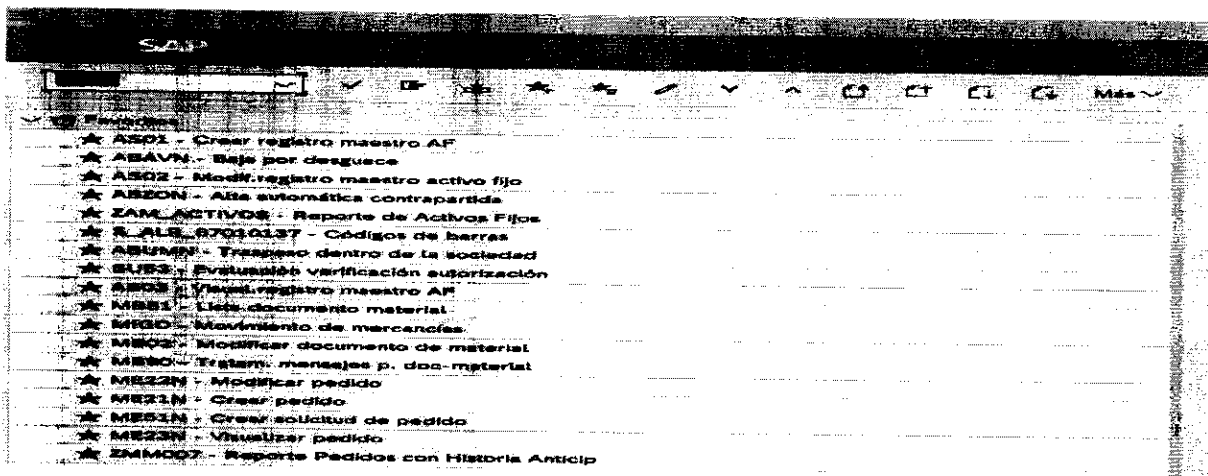 SAP
Más
Favoritos
AS01 - Crear registro maestro AF
ABAVN - Baja por desguace
AS02 - Modif.registro maestro activo fijo
ABZON - Alta automática contrapartida
ZAM_ACTIVOS - Reporte de Activos Fijos
S_ALR_87010137 - Códigos de barras
ABUMN - Traspaso dentro de la sociedad
SU53 - Evaluación verificación autorización
AS03 - Visual.registro maestro AF
MB51 - Lista documento material
MIGO - Movimiento de mercancías
MB02 - Modificar documento de material
MB90 - Tratam. mensajes p. doc-material
ME22N - Modificar pedido
ME21N - Crear pedido
ME51N - Crear solicitud de pedido
ME23N - Visualizar pedido
ZMM007 - Reporte Pedidos con Historia Anticip